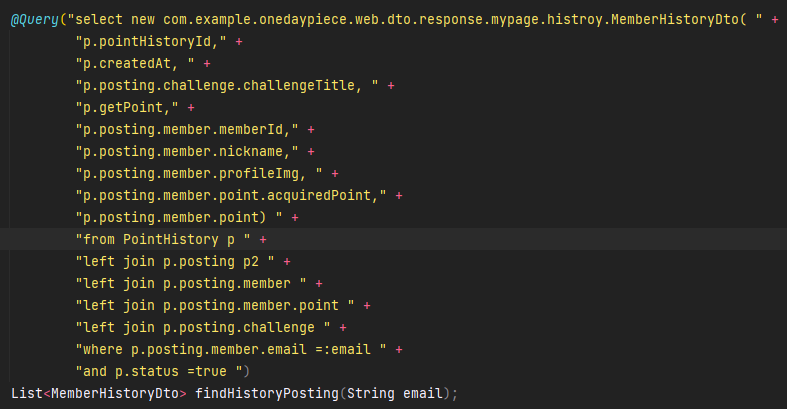 @Query("select new com.example.onedaypiece.web.dto.response.mypage.histroy.MemberHistoryDto( " +
"p.pointHistoryId," +
"p.createdAt, " +
"p.posting.challenge.challengeTitle, " +
"p.getPoint," +
"p.posting.member.memberId," +
"p.posting.member.nickname," +
"p.posting.member.profileImg, " +
"p.posting.member.point.acquiredPoint," +
"p.posting.member.point) " +
"from PointHistory p " +
"left join p.posting p2 " +
"left join p.posting.member " +
"left join p.posting.member.point " +
"left join p.posting.challenge " +
"where p.posting.member.email =:email " +
"and p.status =true ")
List<MemberHistoryDto> findHistoryPosting(String email);